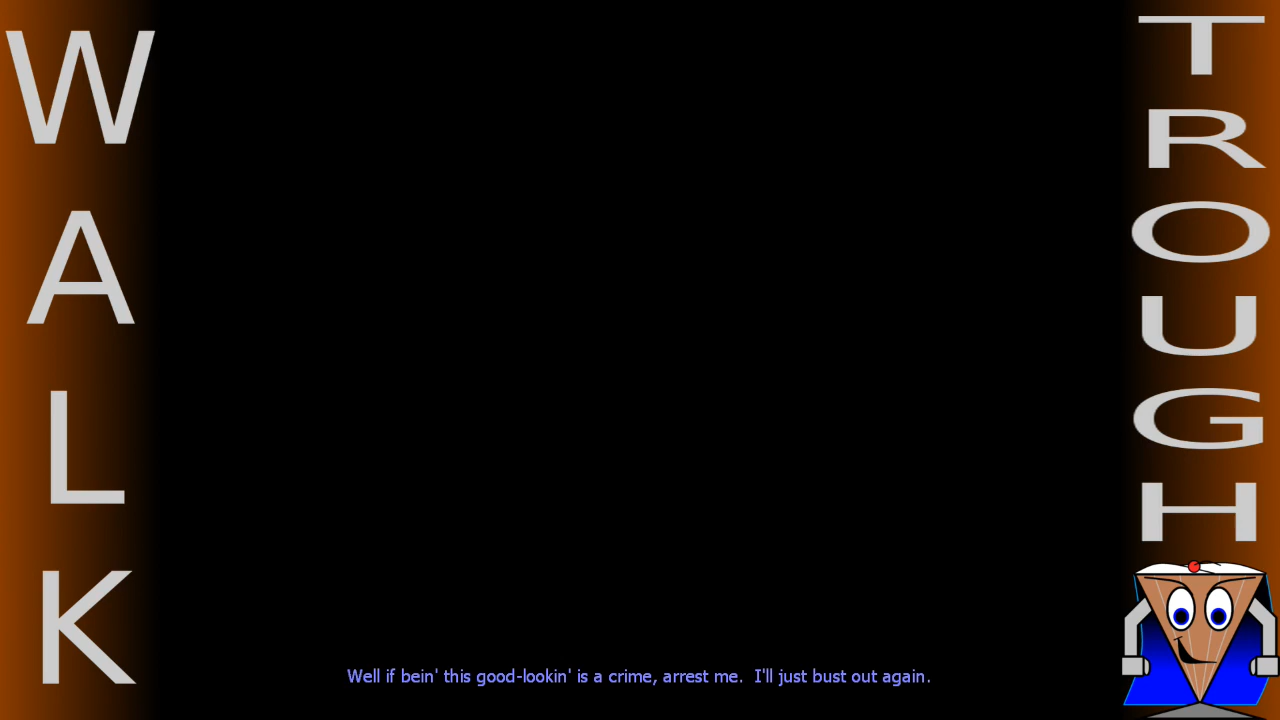 WALK
TROUGH
Well if bein' this good-lookin' is a crime, arrest me.  I'll just bust out again.